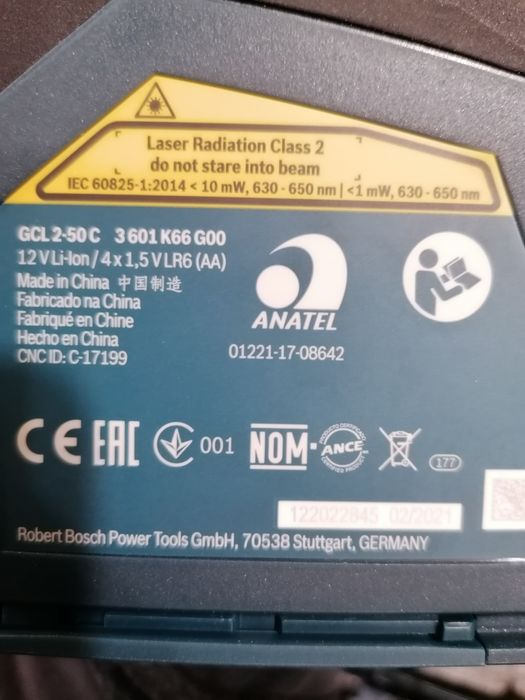 Laser Radiation Class 2
do not stare into beam
IEC 60825-1:2014 < 10 mW, 630 - 650 nm | <1 mW, 630 - 650 nm
GCL 2-50 C 3 601 K66 G00
12 V Li-Ion / 4 x 1,5 V LR6 (AA)
Made in China 中国制造
Fabricado na China
Fabriqué en Chine
Hecho en China
CNC ID: C-17199
ANATEL
01221-17-08642
CE EAC 001 NOM ANCE 177
PRODUCTO CERTIFICADO
CERTIFIED PRODUCT
122022845 02/2021
Robert Bosch Power Tools GmbH, 70538 Stuttgart, GERMANY